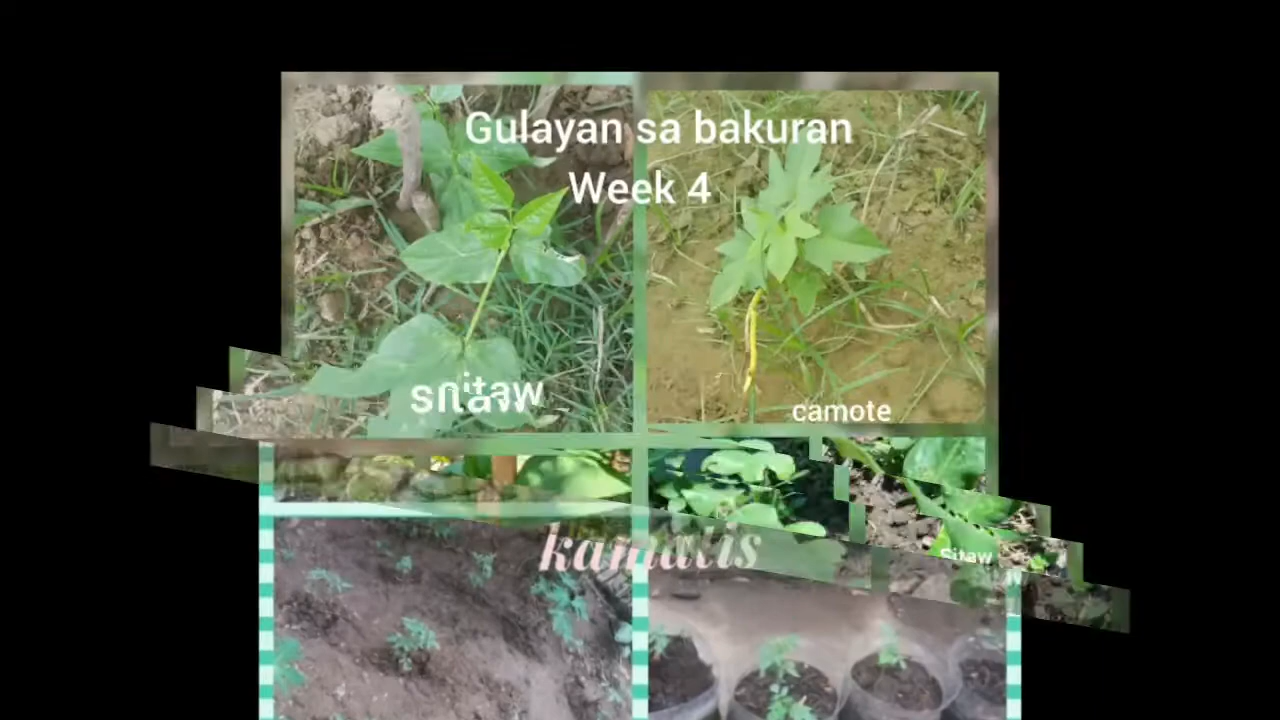 Gulayan sa bakuran
Week 4
sitaw
camote
kamatis
Sitaw